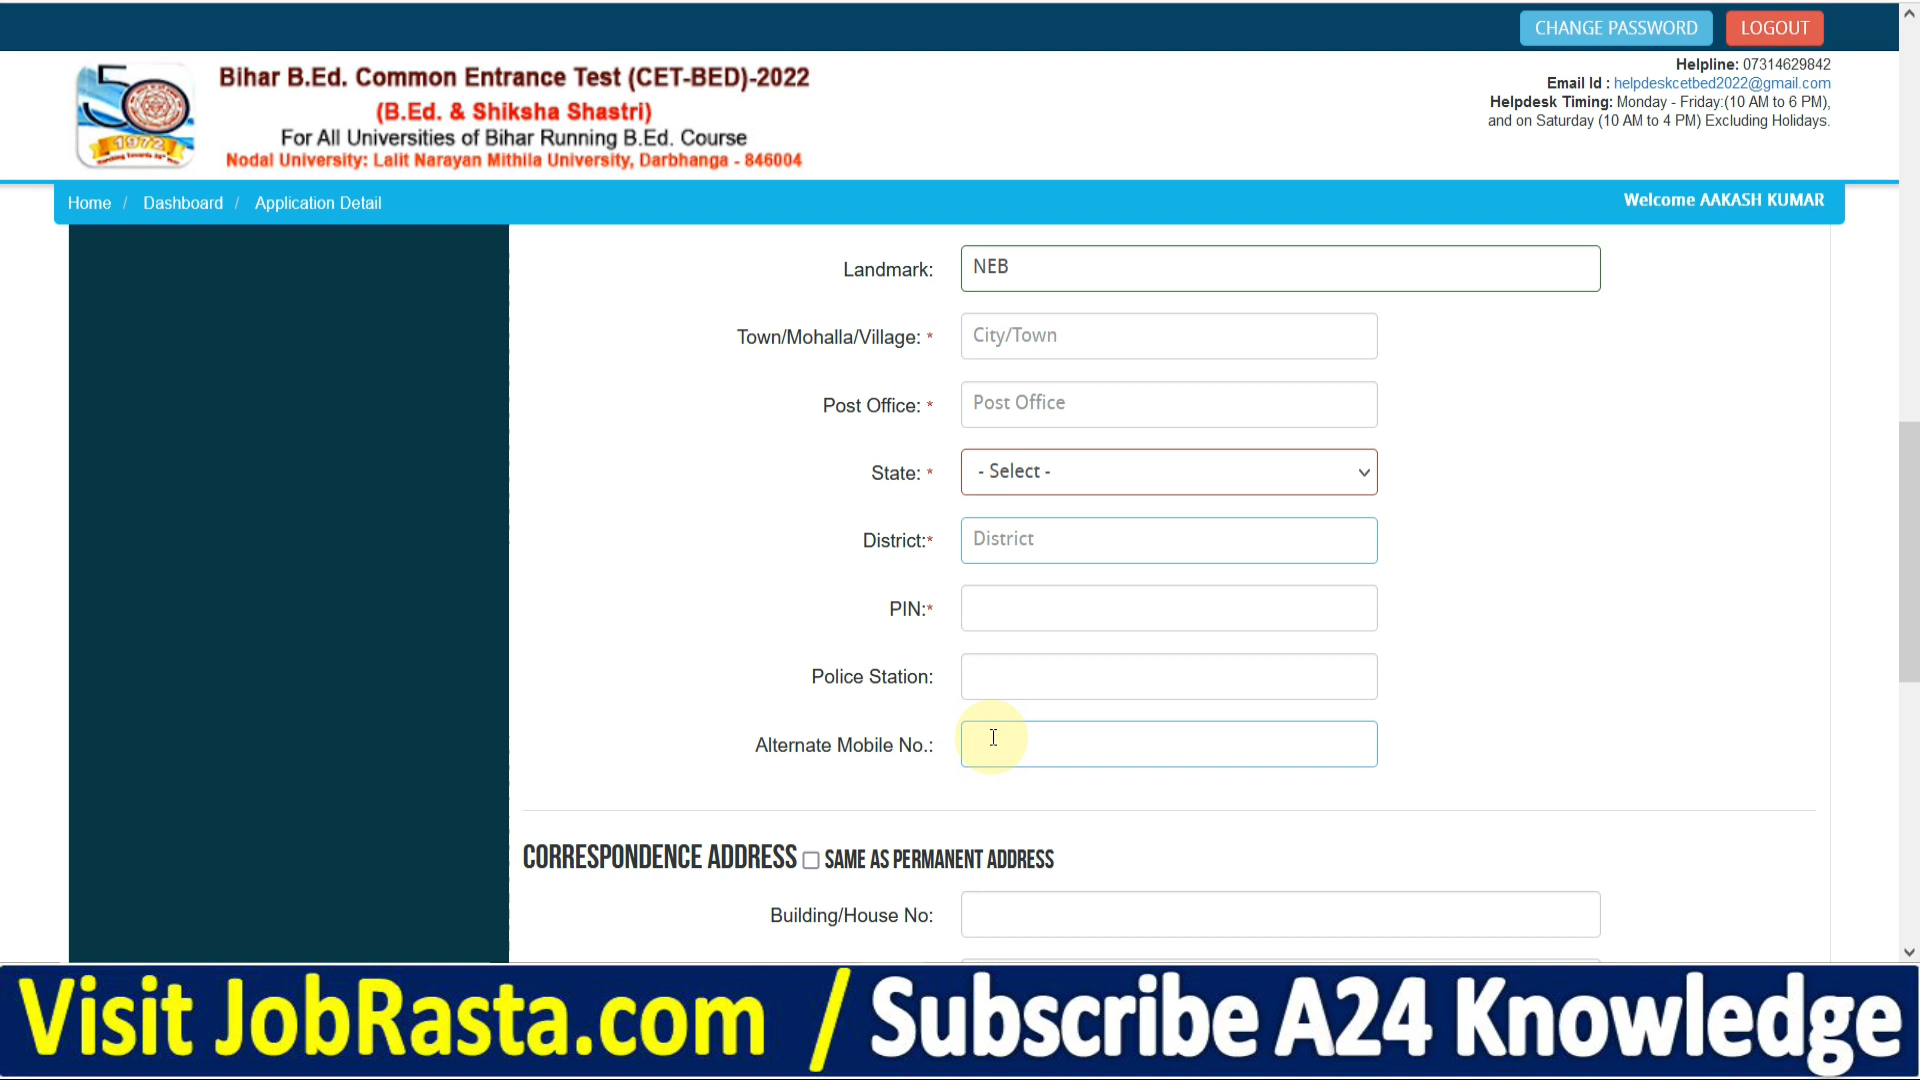 CHANGE PASSWORD LOGOUT
50
1972
Bihar B.Ed. Common Entrance Test (CET-BED)-2022
(B.Ed. & Shiksha Shastri)
For All Universities of Bihar Running B.Ed. Course
Nodal University: Lalit Narayan Mithila University, Darbhanga - 846004
Helpline: 07314629842
Email Id : helpdeskcetbed2022@gmail.com
Helpdesk Timing: Monday - Friday:(10 AM to 6 PM),
and on Saturday (10 AM to 4 PM) Excluding Holidays.
Home / Dashboard / Application Detail
Welcome AAKASH KUMAR
Landmark: NEB
Town/Mohalla/Village: * City/Town
Post Office: * Post Office
State: * - Select -
District:* District
PIN:*
Police Station:
Alternate Mobile No.:
CORRESPONDENCE ADDRESS SAME AS PERMANENT ADDRESS
Building/House No:
Visit JobRasta.com / Subscribe A24 Knowledge